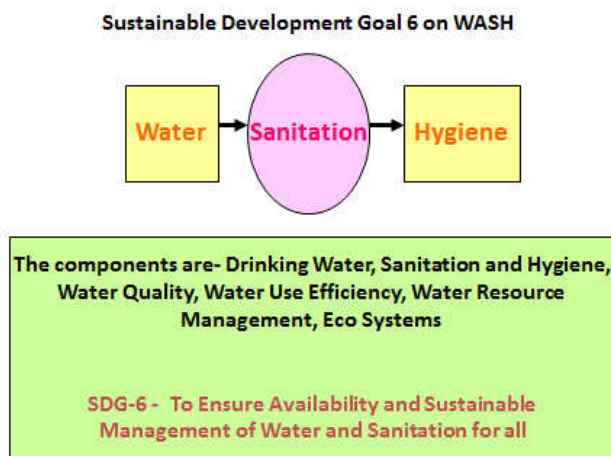 Sustainable Development Goal 6 on WASH
Water
Sanitation
Hygiene
The components are- Drinking Water, Sanitation and Hygiene,
Water Quality, Water Use Efficiency, Water Resource
Management, Eco Systems
SDG-6 - To Ensure Availability and Sustainable
Management of Water and Sanitation for all